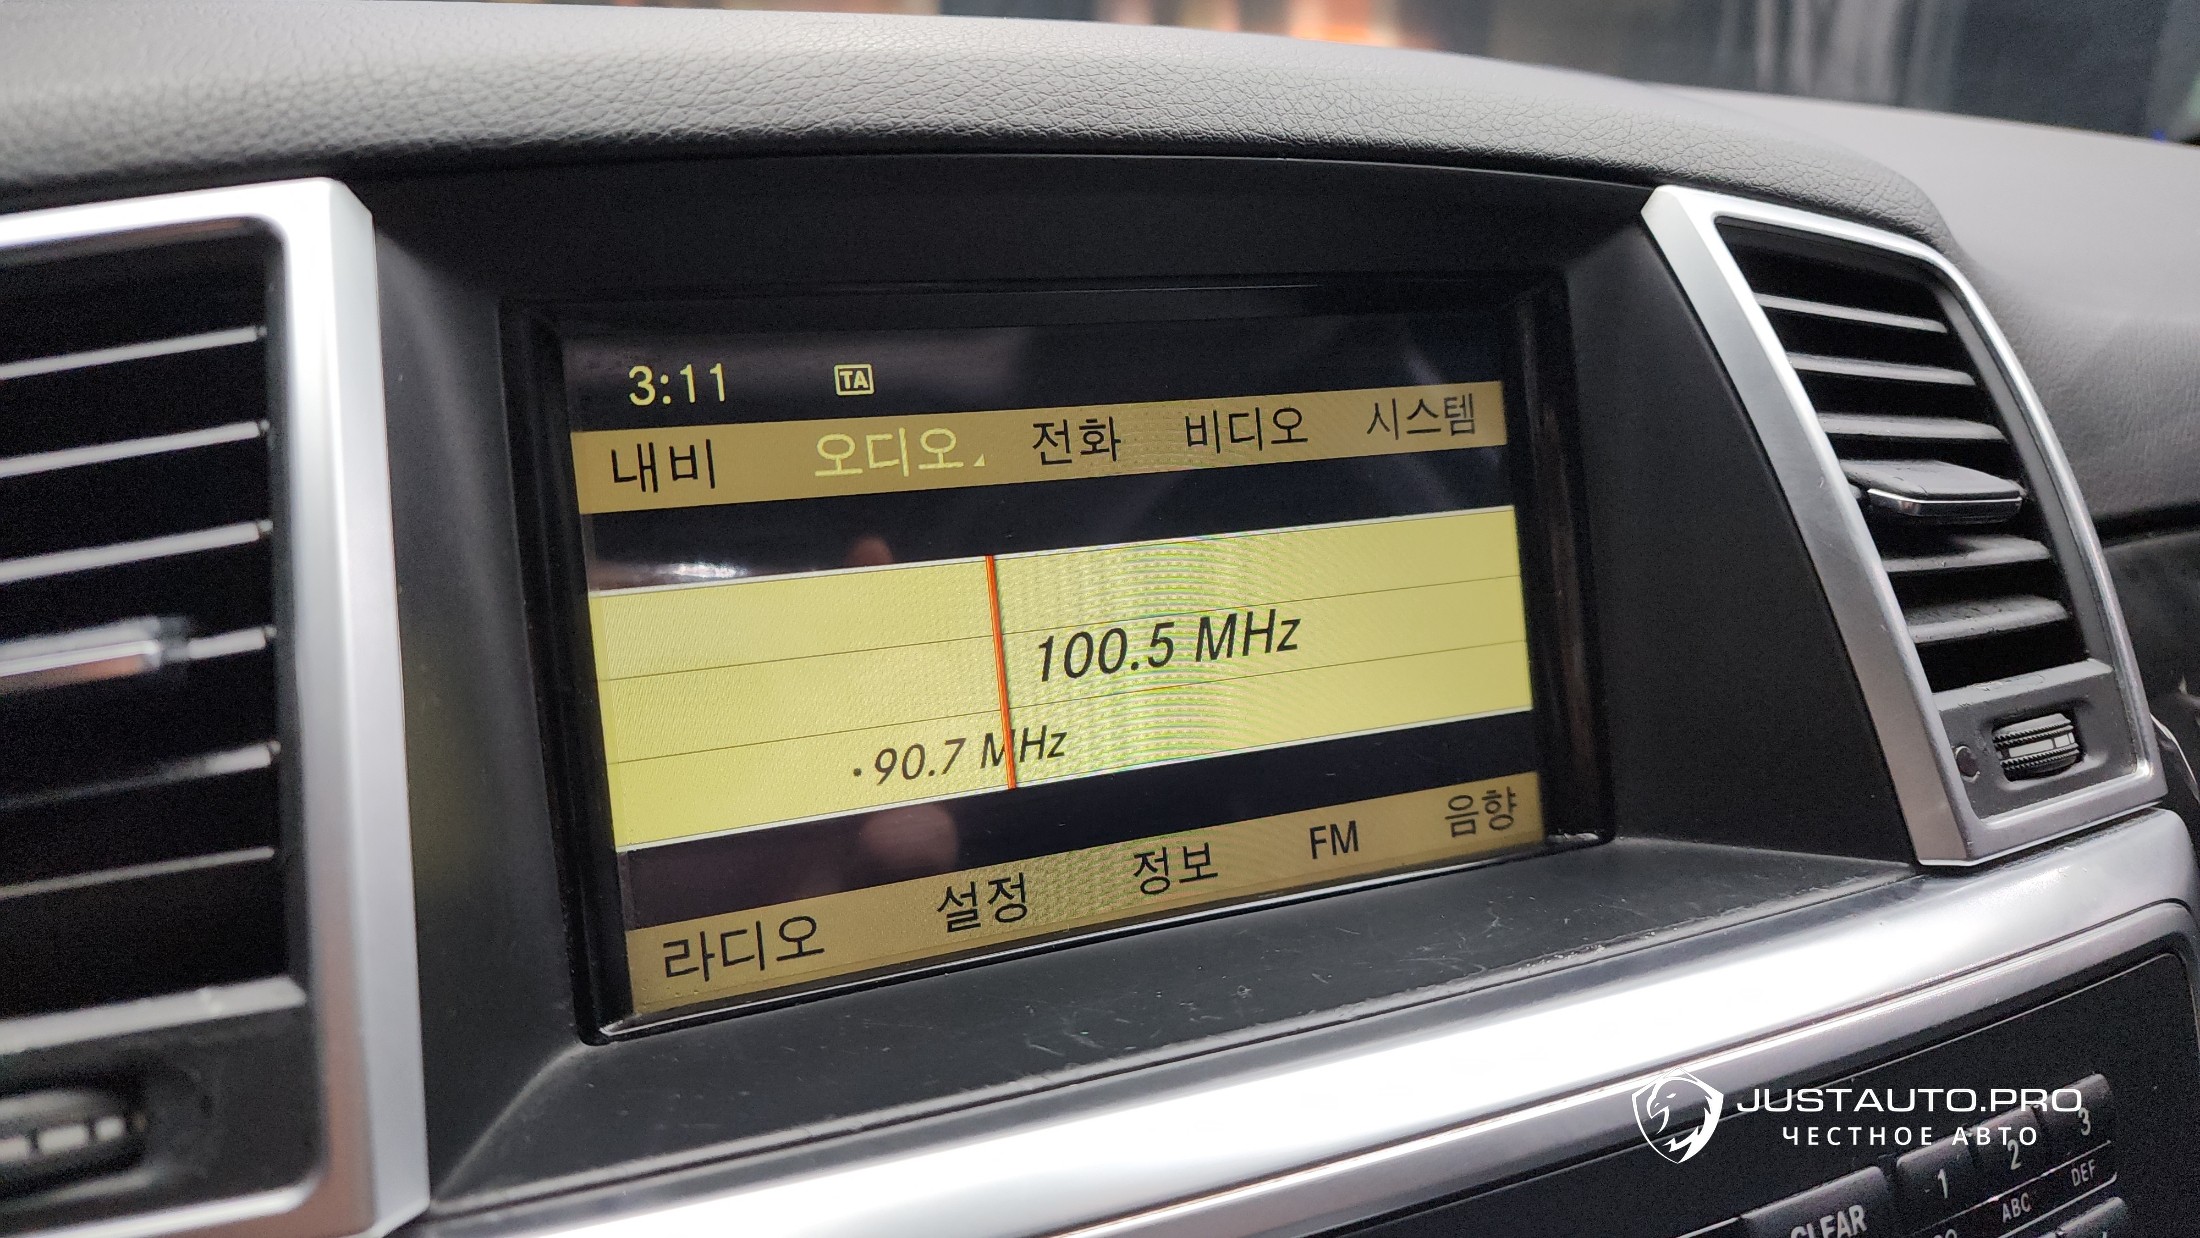 3:11 TA
내비 오디오 전화 비디오 시스템
100.5 MHz
·90.7 MHz
라디오 설정 정보 FM 음향
JUSTAUTO.PRO
ЧЕСТНОЕ АВТО
1 2 3
ABC DEF
CLEAR